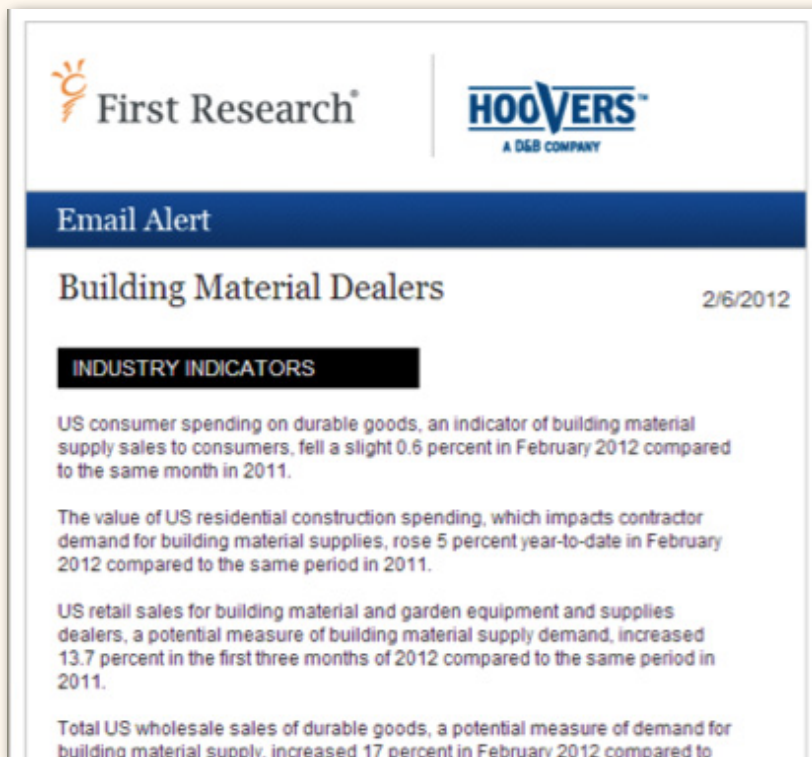 First Research®
HOOVERS™
A D&B COMPANY
Email Alert
Building Material Dealers
2/6/2012
INDUSTRY INDICATORS
US consumer spending on durable goods, an indicator of building material
supply sales to consumers, fell a slight 0.6 percent in February 2012 compared
to the same month in 2011.
The value of US residential construction spending, which impacts contractor
demand for building material supplies, rose 5 percent year-to-date in February
2012 compared to the same period in 2011.
US retail sales for building material and garden equipment and supplies
dealers, a potential measure of building material supply demand, increased
13.7 percent in the first three months of 2012 compared to the same period in
2011.
Total US wholesale sales of durable goods, a potential measure of demand for
building material supply, increased 17 percent in February 2012 compared to